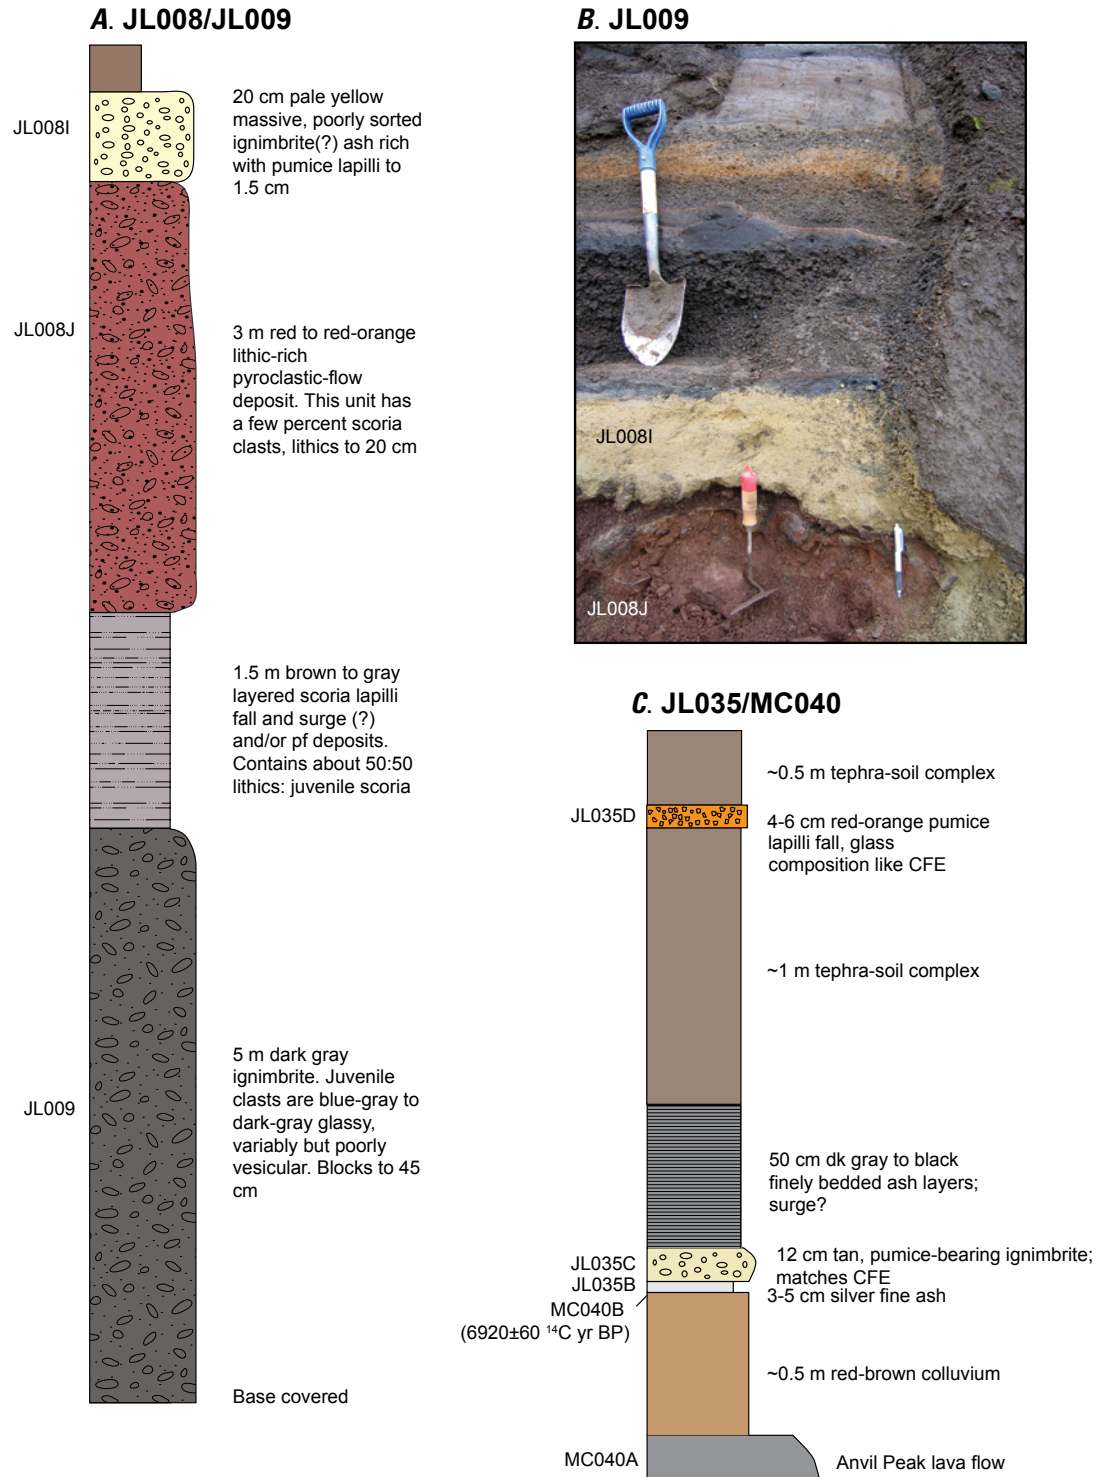 A. JL008/JL009
JL008I
20 cm pale yellow
massive, poorly sorted
ignimbrite(?) ash rich
with pumice lapilli to
1.5 cm
JL008J
3 m red to red-orange
lithic-rich
pyroclastic-flow
deposit. This unit has
a few percent scoria
clasts, lithics to 20 cm
1.5 m brown to gray
layered scoria lapilli
fall and surge (?)
and/or pf deposits.
Contains about 50:50
lithics: juvenile scoria
JL009
5 m dark gray
ignimbrite. Juvenile
clasts are blue-gray to
dark-gray glassy,
variably but poorly
vesicular. Blocks to 45
cm
Base covered
B. JL009
JL008I
JL008J
C. JL035/MC040
~0.5 m tephra-soil complex
JL035D
4-6 cm red-orange pumice
lapilli fall, glass
composition like CFE
~1 m tephra-soil complex
50 cm dk gray to black
finely bedded ash layers;
surge?
JL035C
12 cm tan, pumice-bearing ignimbrite;
matches CFE
JL035B
3-5 cm silver fine ash
MC040B
(6920±60 ¹⁴C yr BP)
~0.5 m red-brown colluvium
MC040A
Anvil Peak lava flow